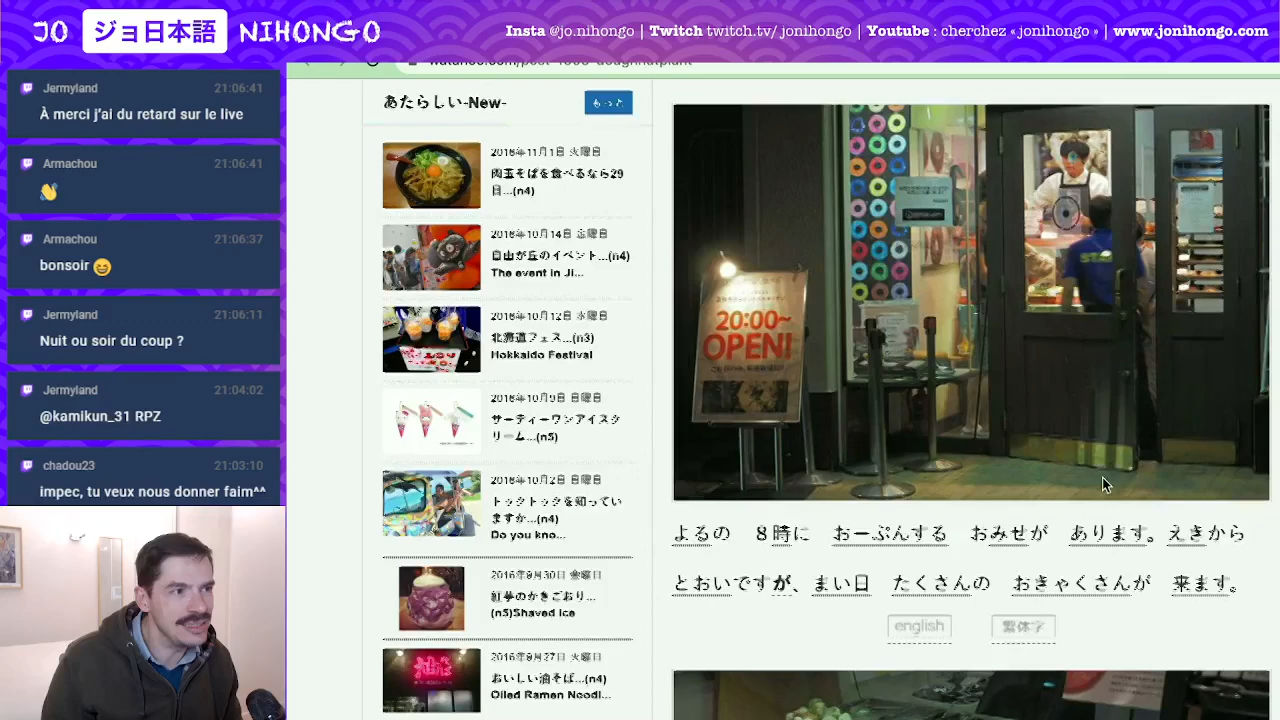 JO ジョ日本語 NIHONGO
Insta @jo.nihongo | Twitch twitch.tv/ jonihongo | Youtube : cherchez « jonihongo » | www.jonihongo.com
Jermyland 21:06:41
À merci j'ai du retard sur le live
Armachou 21:06:41
👋
Armachou 21:06:37
bonsoir 😄
Jermyland 21:06:11
Nuit ou soir du coup ?
Jermyland 21:04:02
@kamikun_31 RPZ
chadou23 21:03:10
impec, tu veux nous donner faim^^
あたらしい-New-
もっと
2016年11月1日 火曜日
肉玉そばを食べるなら29
日...(n4)
2016年10月14日 金曜日
自由が丘のイベント...(n4)
The event in Ji...
2016年10月12日 水曜日
北海道フェス...(n3)
Hokkaido Festival
2016年10月9日 日曜日
サーティーワンアイスク
リーム...(n5)
2016年10月2日 日曜日
トゥクトゥクを知ってい
ますか...(n4)
Do you kno...
2016年9月30日 金曜日
紅夢のかきごおり...
(n5)Shaved ice
2016年9月27日 火曜日
おいしい油そば...(n4)
Oiled Ramen Noodl...
20:00~
OPEN!
よるの 8時に おーぷんする おみせが あります。えきから
とおいですが、まい日 たくさんの おきゃくさんが 来ます。
english 繁体字